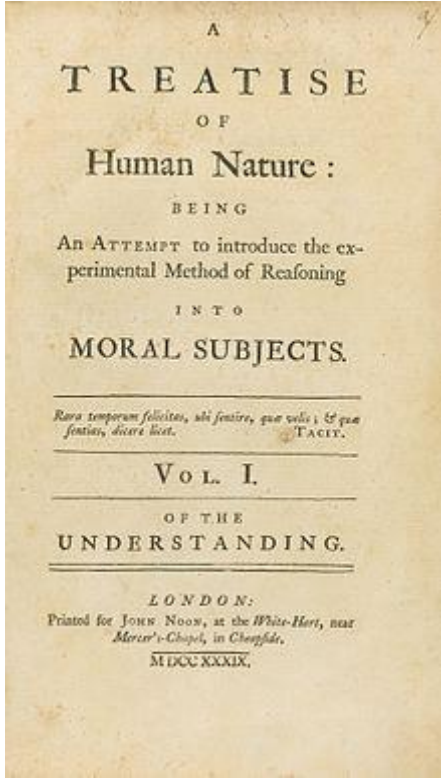 A
TREATISE
OF
Human Nature:
BEING
An ATTEMPT to introduce the ex-
perimental Method of Reaſoning
INTO
MORAL SUBJECTS.
Rara temporum felicitas, ubi ſentire, quæ velis; & quæ
ſentias, dicere licet. TACIT.
VOL. I.
OF THE
UNDERSTANDING.
LONDON:
Printed for JOHN NOON, at the White-Hart, near
Mercer's-Chapel, in Cheapſide.
MDCCXXXIX.